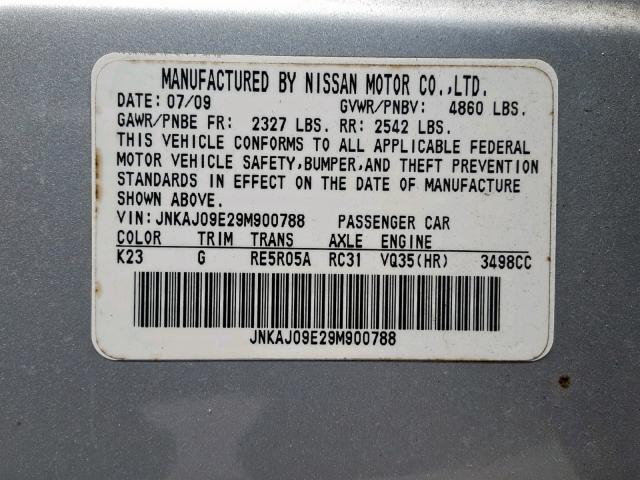 MANUFACTURED BY NISSAN MOTOR CO.,LTD.
DATE: 07/09 GVWR/PNBV: 4860 LBS.
GAWR/PNBE FR: 2327 LBS. RR: 2542 LBS.
THIS VEHICLE CONFORMS TO ALL APPLICABLE FEDERAL
MOTOR VEHICLE SAFETY,BUMPER,AND THEFT PREVENTION
STANDARDS IN EFFECT ON THE DATE OF MANUFACTURE
SHOWN ABOVE.
VIN: JNKAJ09E29M900788 PASSENGER CAR
COLOR TRIM TRANS AXLE ENGINE
K23 G RE5R05A RC31 VQ35(HR) 3498CC
JNKAJ09E29M900788